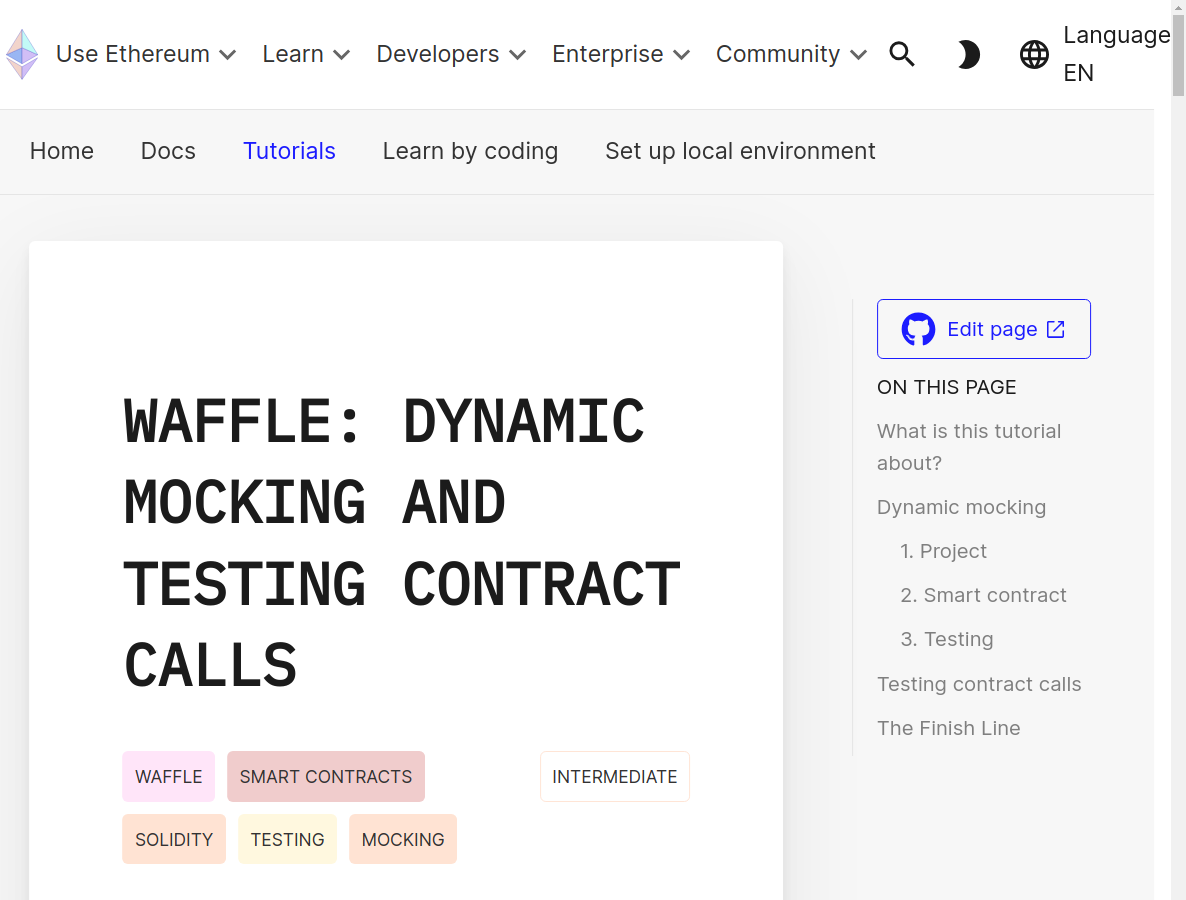 Use Ethereum
Learn
Developers
Enterprise
Community
Language
EN
Home
Docs
Tutorials
Learn by coding
Set up local environment
WAFFLE: DYNAMIC
MOCKING AND
TESTING CONTRACT
CALLS
WAFFLE
SMART CONTRACTS
INTERMEDIATE
SOLIDITY
TESTING
MOCKING
Edit page
ON THIS PAGE
What is this tutorial
about?
Dynamic mocking
1. Project
2. Smart contract
3. Testing
Testing contract calls
The Finish Line